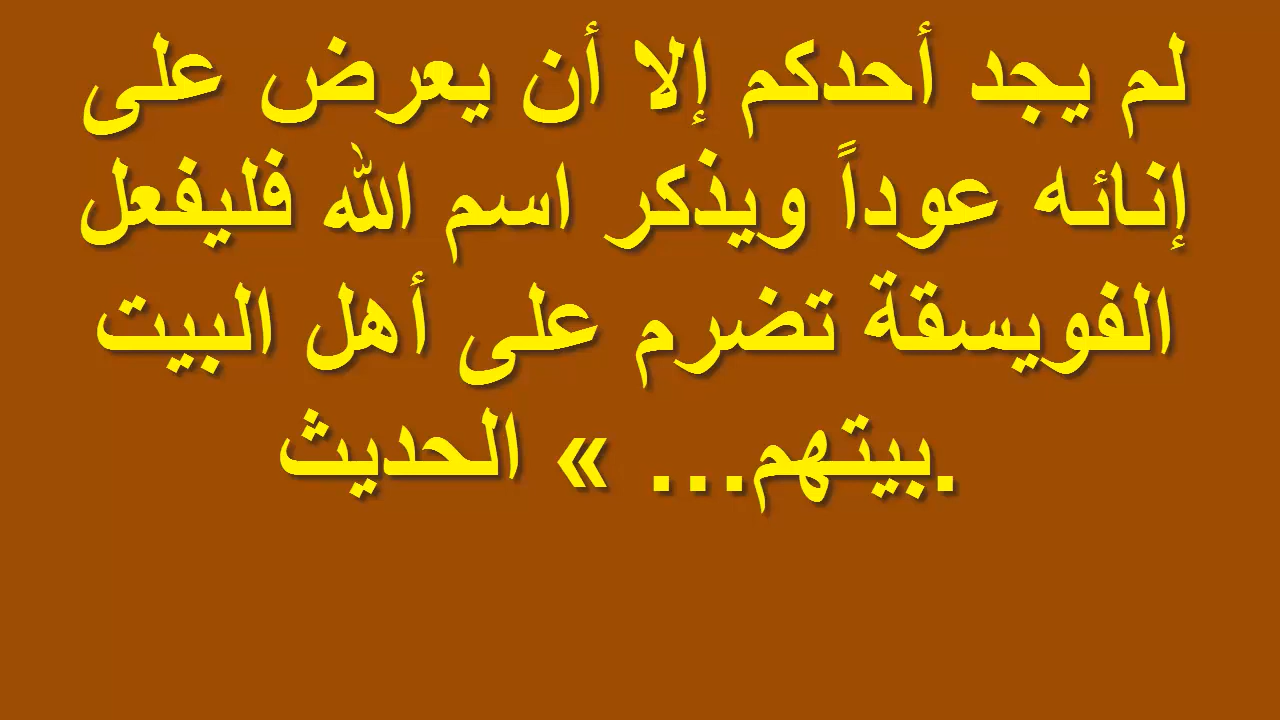 لم يجد أحدكم إلا أن يعرض على
إنائه عوداً ويذكر اسم الله فليفعل
الفويسقة تضرم على أهل البيت
.بيتهم... » الحديث